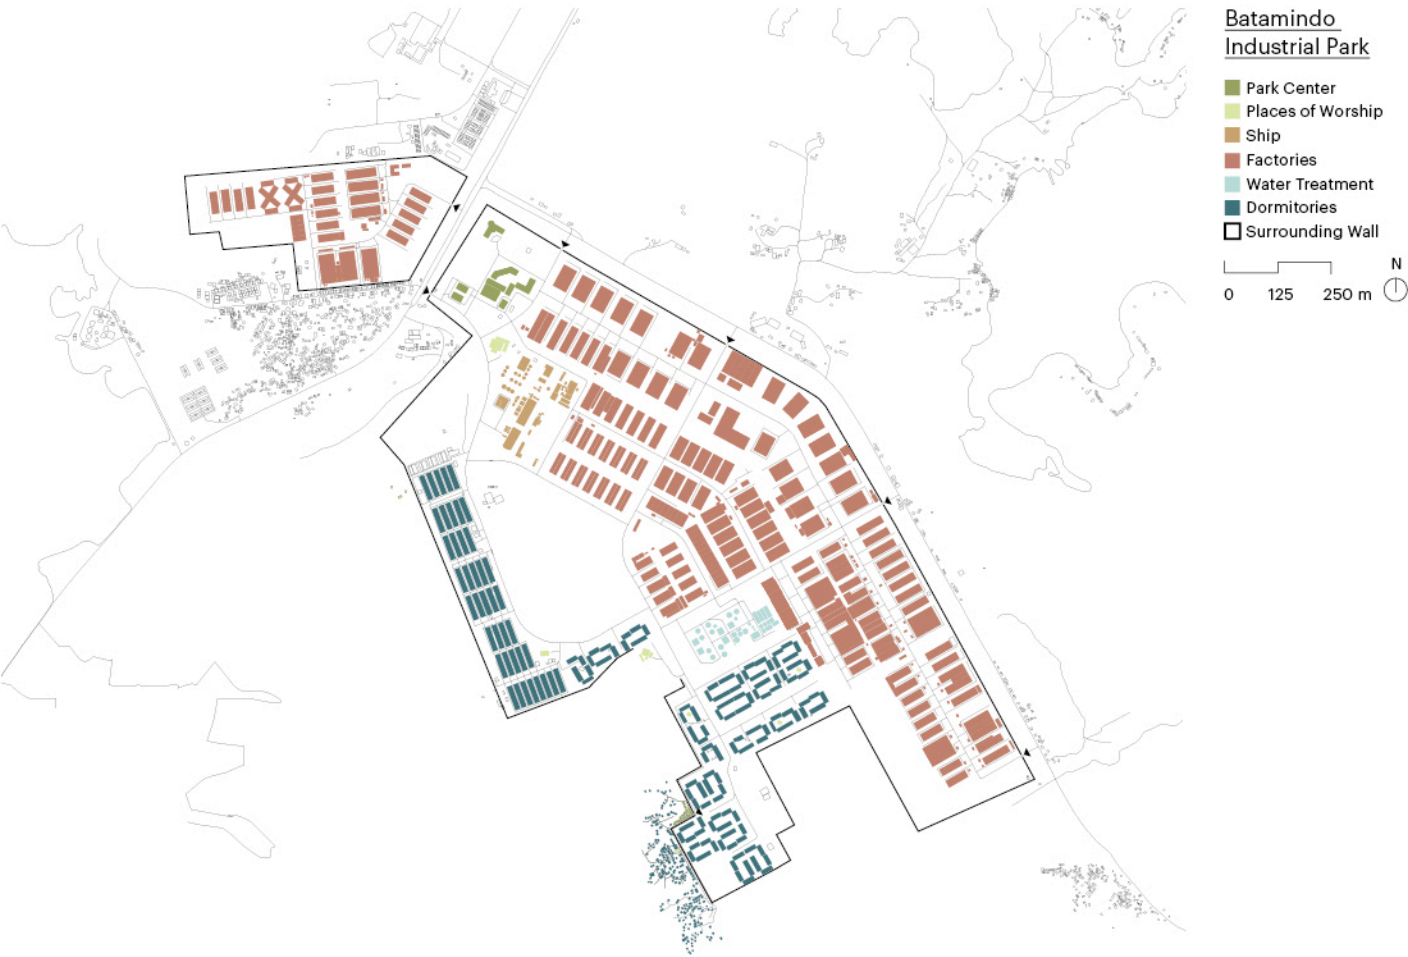 Batamindo
Industrial Park
Park Center
Places of Worship
Ship
Factories
Water Treatment
Dormitories
Surrounding Wall
N
0 125 250 m